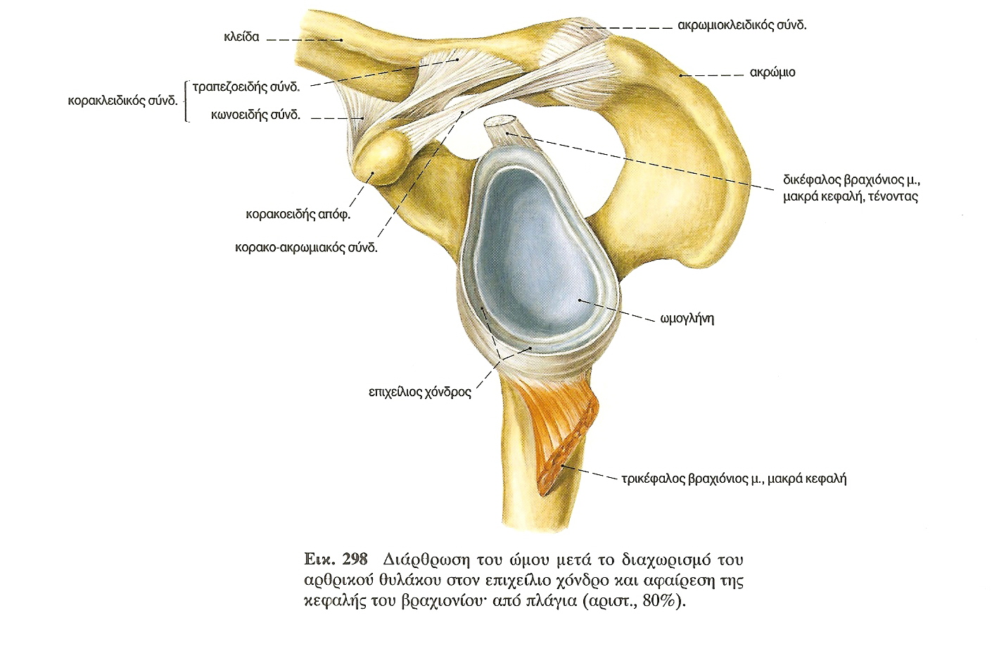 ακρωμιοκλειδικός σύνδ.
κλείδα
ακρώμιο
τραπεζοειδής σύνδ.
κορακλειδικός σύνδ.
κωνοειδής σύνδ.
δικέφαλος βραχιόνιος μ.,
μακρά κεφαλή, τένοντας
κορακοειδής απόφ.
κορακο-ακρωμιακός σύνδ.
ωμογλήνη
επιχείλιος χόνδρος
τρικέφαλος βραχιόνιος μ., μακρά κεφαλή
Εικ. 298 Διάρθρωση του ώμου μετά το διαχωρισμό του
αρθρικού θυλάκου στον επιχείλιο χόνδρο και αφαίρεση της
κεφαλής του βραχιονίου· από πλάγια (αριστ., 80%).